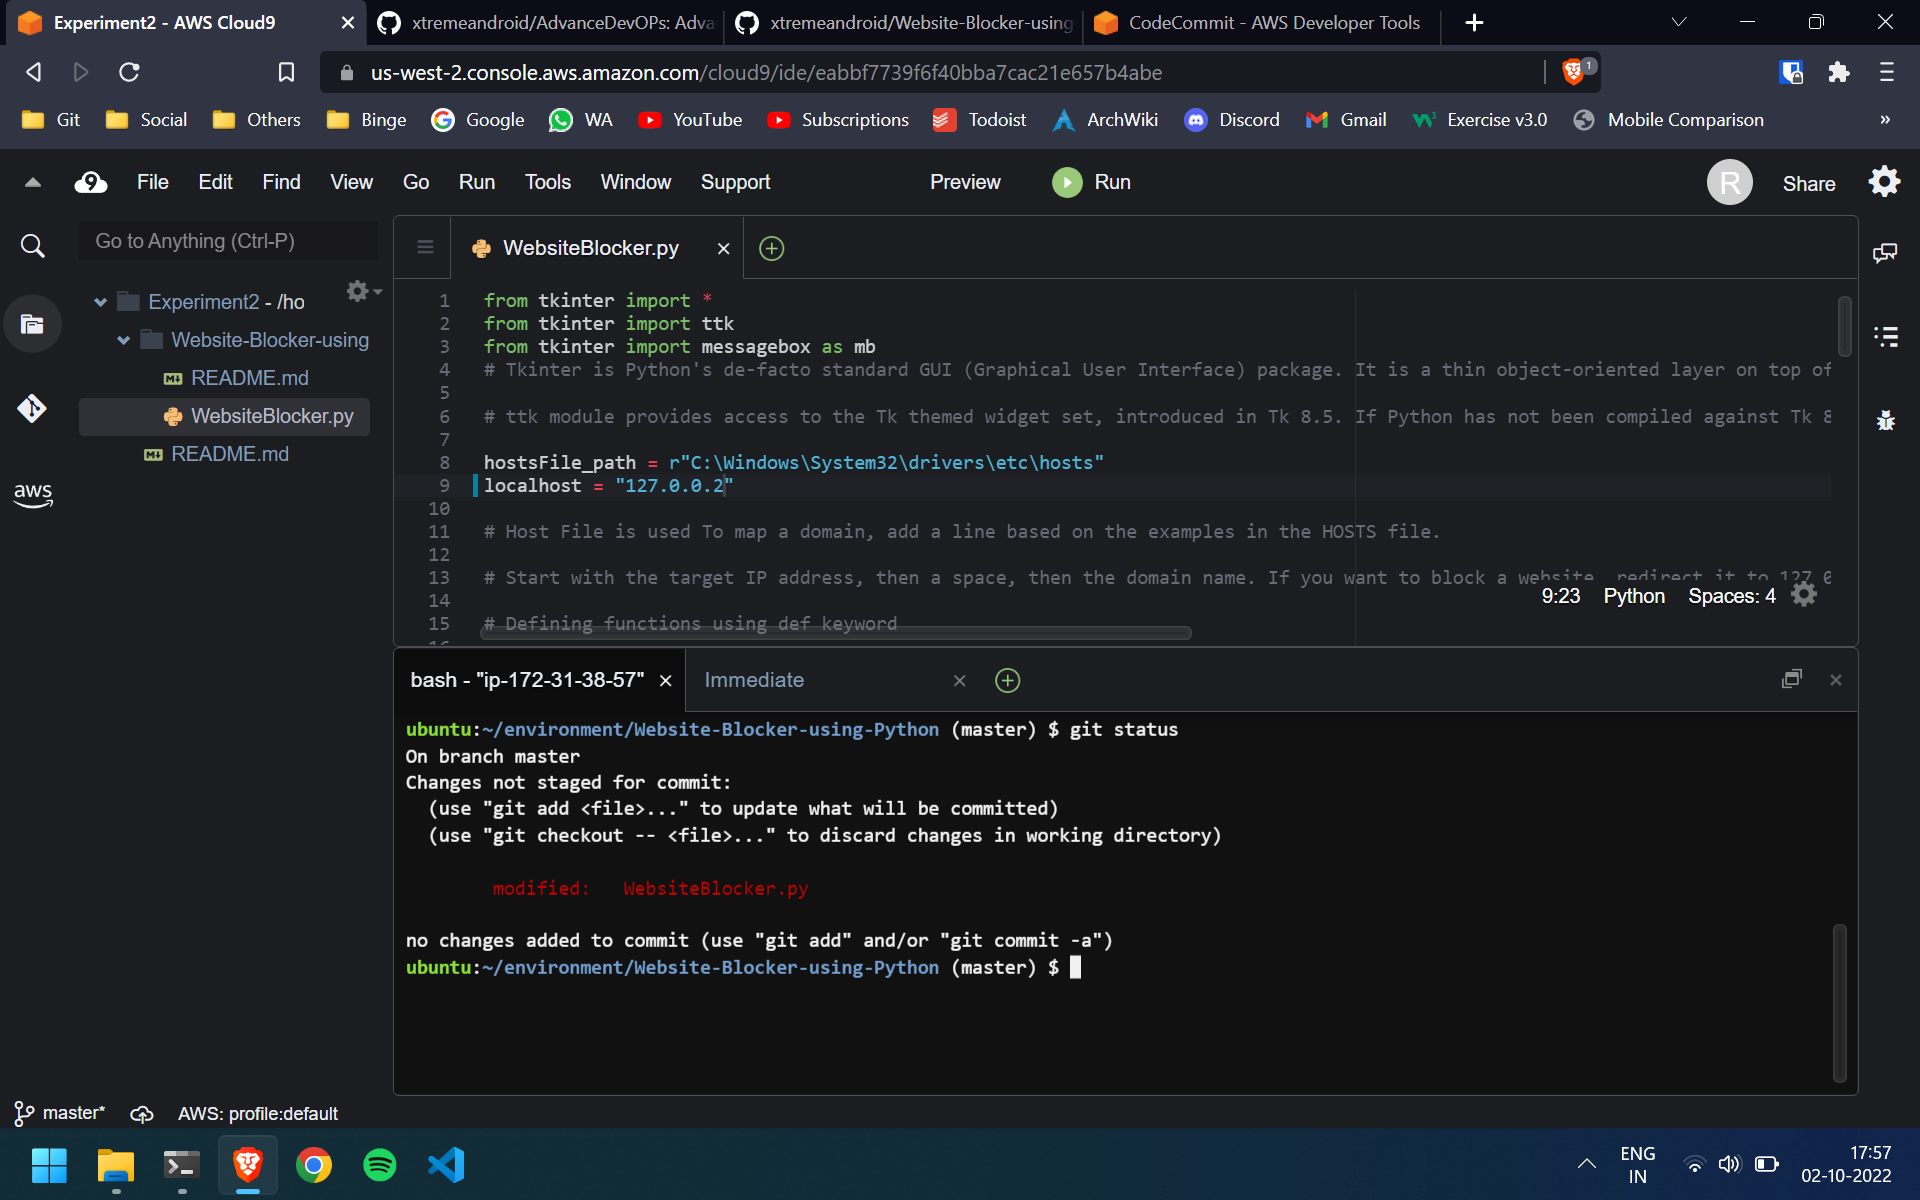 Experiment2 - AWS Cloud9
xtremeandroid/AdvanceDevOPs: Adva
xtremeandroid/Website-Blocker-using
CodeCommit - AWS Developer Tools
us-west-2.console.aws.amazon.com/cloud9/ide/eabbf7739f6f40bba7cac21e657b4abe
1
Git
Social
Others
Binge
Google
WA
YouTube
Subscriptions
Todoist
ArchWiki
Discord
Gmail
Exercise v3.0
Mobile Comparison
»
9
File
Edit
Find
View
Go
Run
Tools
Window
Support
Preview
Run
R
Share
Go to Anything (Ctrl-P)
WebsiteBlocker.py
Experiment2 - /ho
Website-Blocker-using
README.md
WebsiteBlocker.py
README.md
aws
1 from tkinter import *
2 from tkinter import ttk
3 from tkinter import messagebox as mb
4 # Tkinter is Python's de-facto standard GUI (Graphical User Interface) package. It is a thin object-oriented layer on top of
5
6 # ttk module provides access to the Tk themed widget set, introduced in Tk 8.5. If Python has not been compiled against Tk 8
7
8 hostsFile_path = r"C:\Windows\System32\drivers\etc\hosts"
9 localhost = "127.0.0.2"
10
11 # Host File is used To map a domain, add a line based on the examples in the HOSTS file.
12
13 # Start with the target IP address, then a space, then the domain name. If you want to block a website, redirect it to 127.0
14
15 # Defining functions using def keyword
9:23 Python Spaces: 4
bash - "ip-172-31-38-57"
Immediate
ubuntu:~/environment/Website-Blocker-using-Python (master) $ git status
On branch master
Changes not staged for commit:
(use "git add <file>..." to update what will be committed)
(use "git checkout -- <file>..." to discard changes in working directory)
modified:   WebsiteBlocker.py
no changes added to commit (use "git add" and/or "git commit -a")
ubuntu:~/environment/Website-Blocker-using-Python (master) $
master*
AWS: profile:default
ENG
IN
17:57
02-10-2022